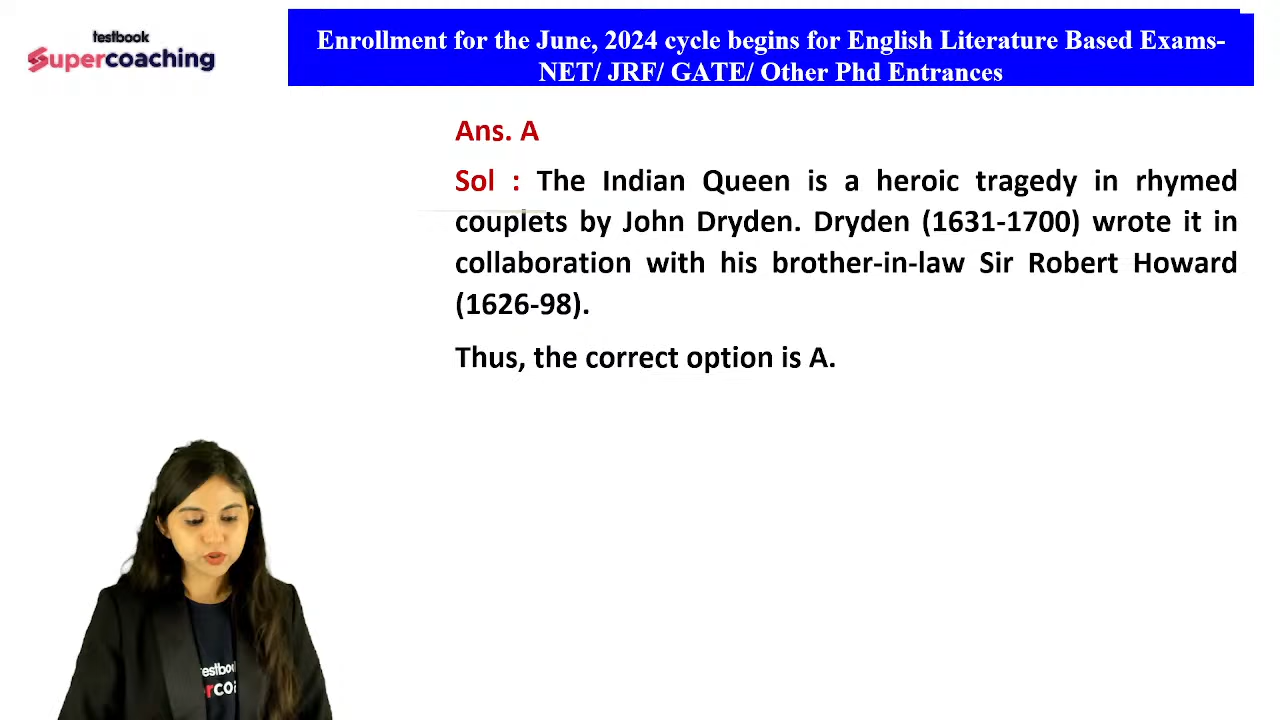 testbook
Supercoaching
Enrollment for the June, 2024 cycle begins for English Literature Based Exams-
NET/ JRF/ GATE/ Other Phd Entrances
Ans. A
Sol : The Indian Queen is a heroic tragedy in rhymed
couplets by John Dryden. Dryden (1631-1700) wrote it in
collaboration with his brother-in-law Sir Robert Howard
(1626-98).
Thus, the correct option is A.